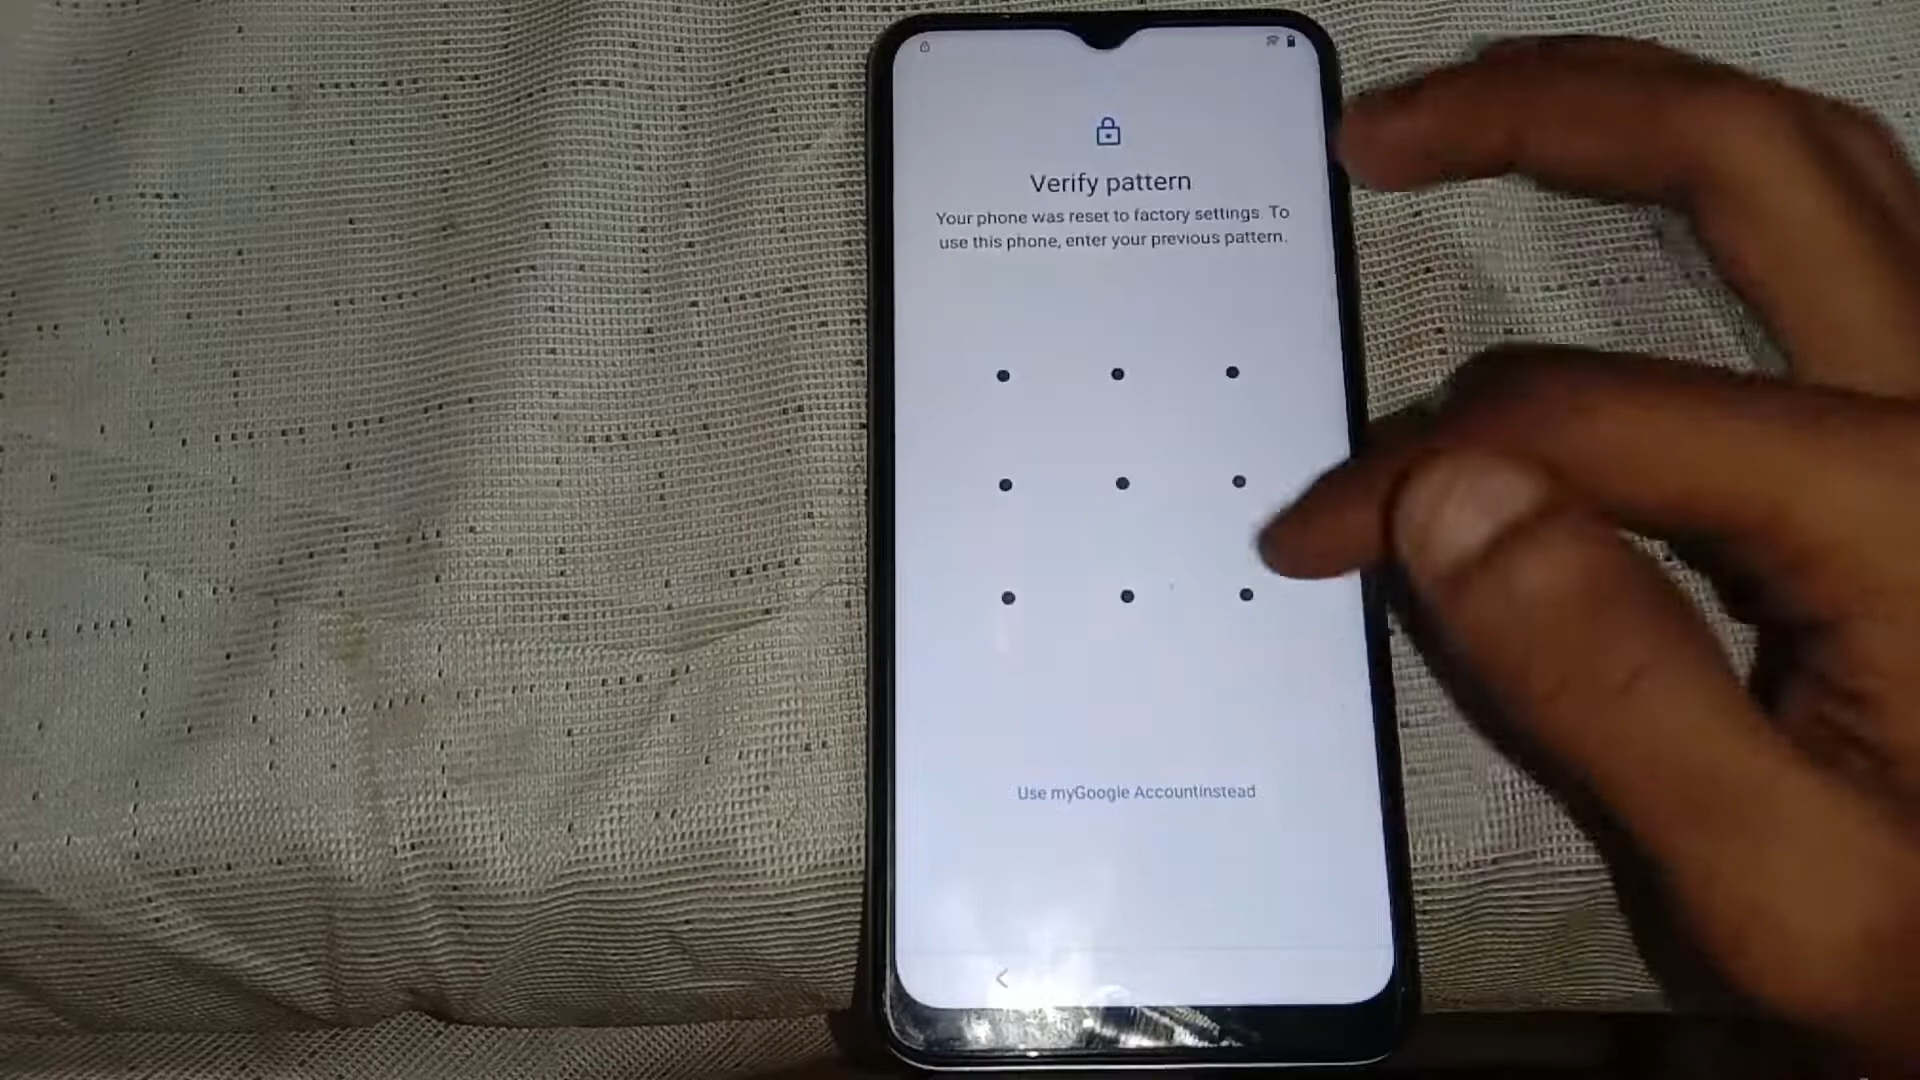 Verify pattern
Your phone was reset to factory settings. To
use this phone, enter your previous pattern.
Use myGoogle Accountinstead